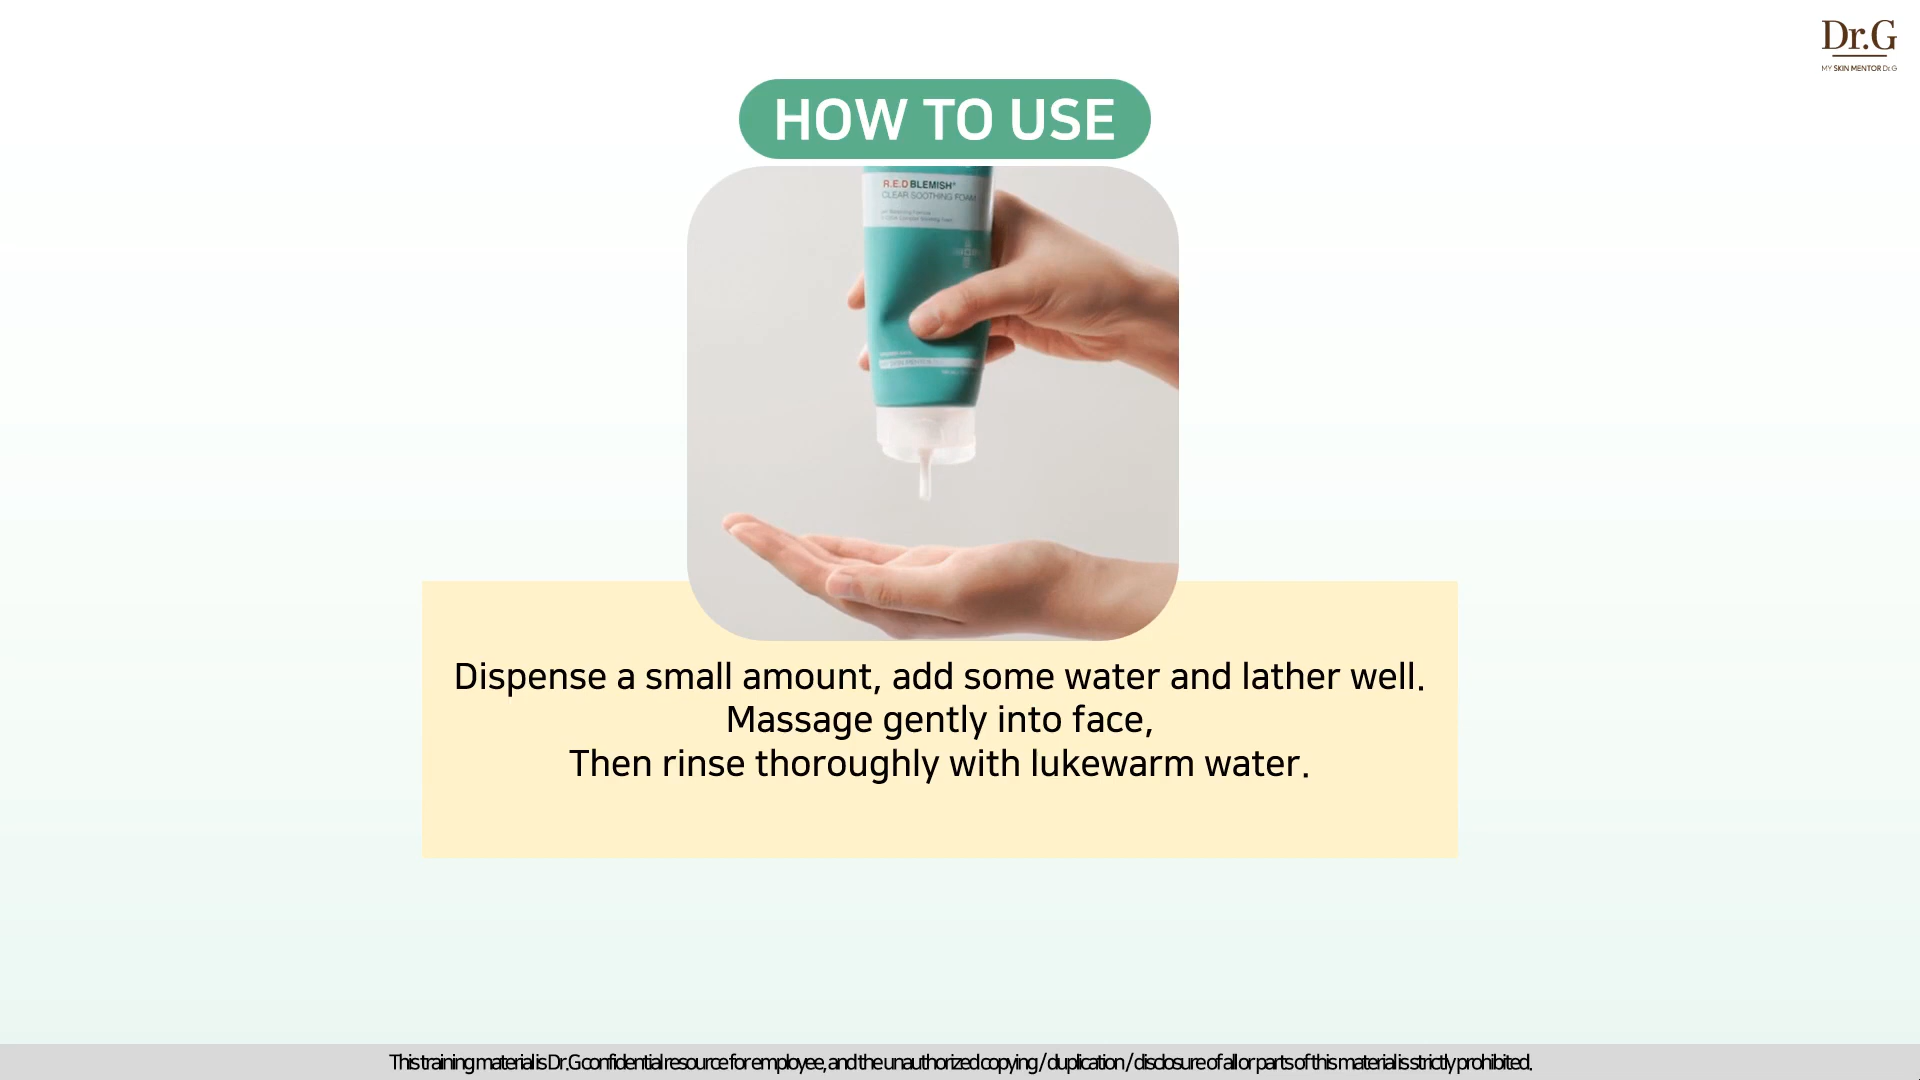 Dr.G
MY SKIN MENTOR Dr.G
HOW TO USE
R.E.D BLEMISH®
CLEAR SOOTHING FOAM
Dispense a small amount, add some water and lather well.
Massage gently into face,
Then rinse thoroughly with lukewarm water.
This training material is Dr.G confidential resource for employee, and the unauthorized copying / duplication / disclosure of all or parts of this material is strictly prohibited.